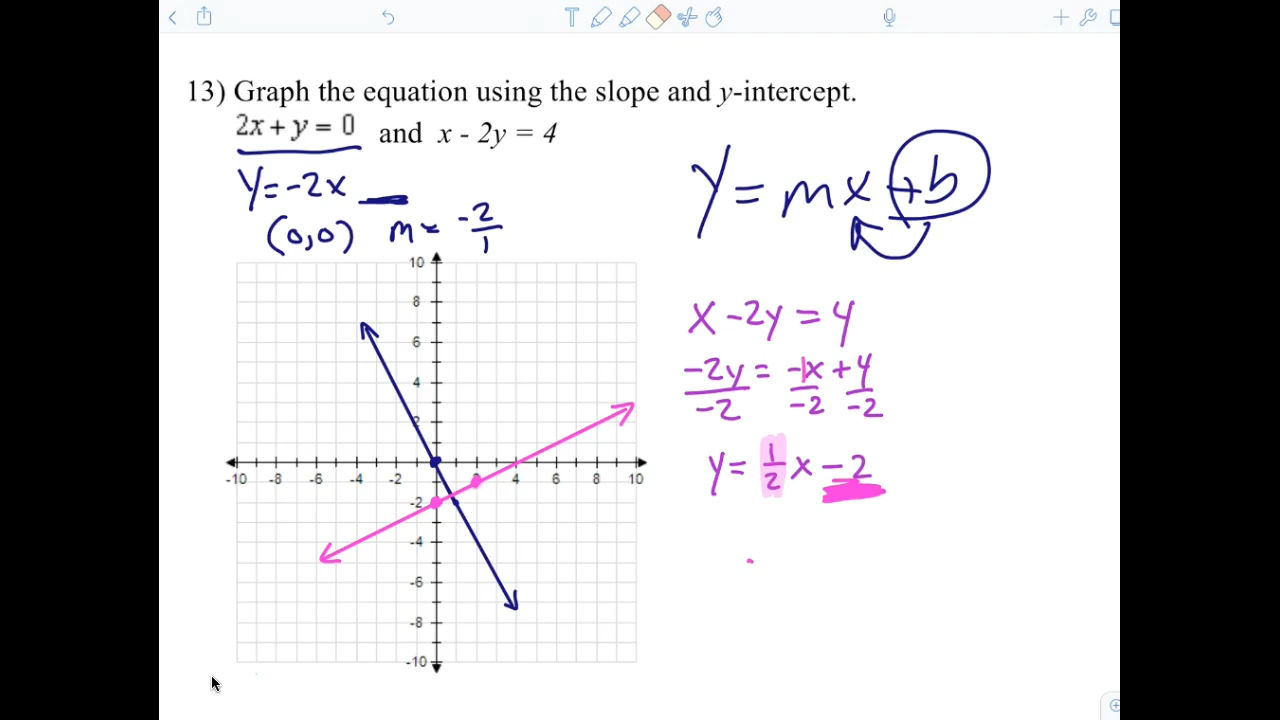 13) Graph the equation using the slope and y-intercept.
2x + y = 0 and x - 2y = 4
y = -2x
(0,0) m = -2/1
y = mx + b
x - 2y = 4
-2y = -1x + 4
-2 -2 -2
y = 1/2 x - 2
10
8
6
4
2
-10 -8 -6 -4 -2 2 4 6 8 10
-2
-4
-6
-8
-10